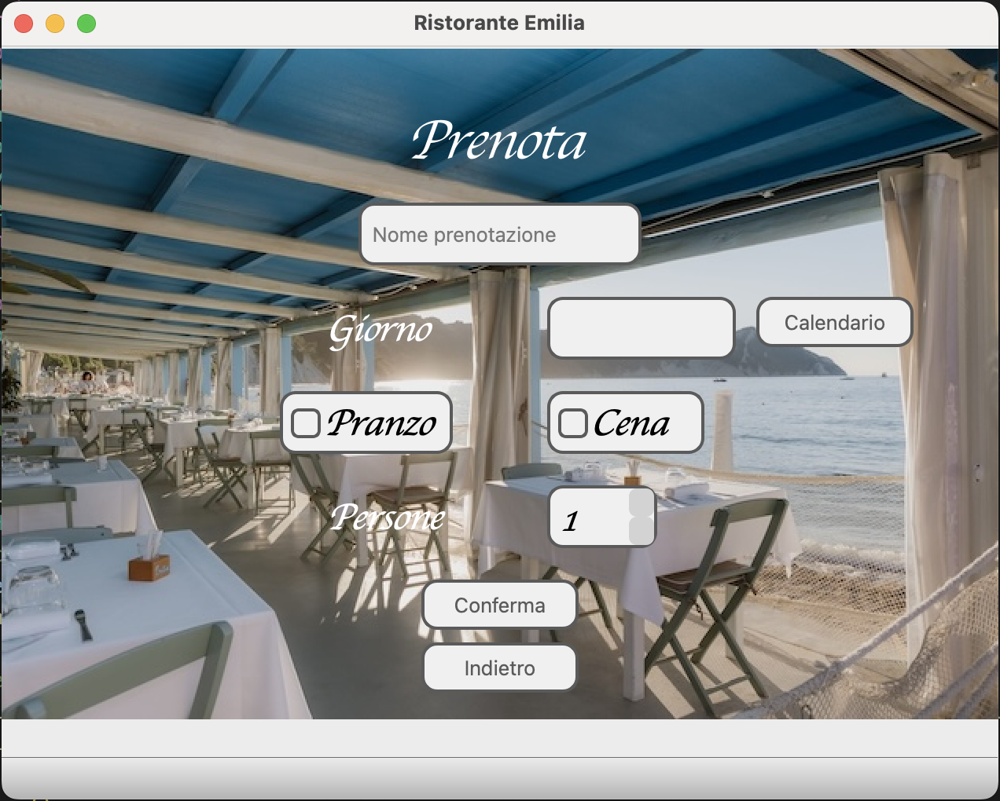 Ristorante Emilia
Prenota
Nome prenotazione
Giorno
Calendario
Pranzo
Cena
Persone
1
Conferma
Indietro